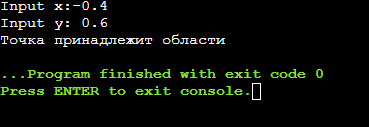 Input x:-0.4
Input y: 0.6
Точка принадлежит области
...Program finished with exit code 0
Press ENTER to exit console.